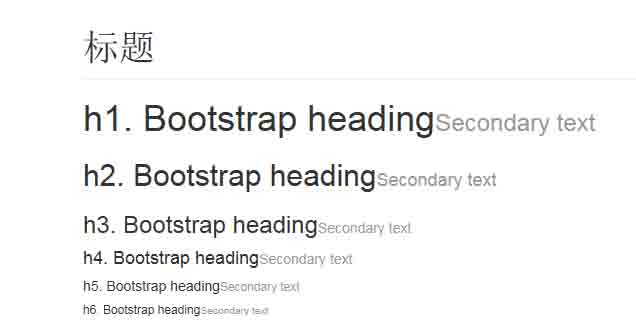 标题
h1. Bootstrap headingSecondary text
h2. Bootstrap headingSecondary text
h3. Bootstrap headingSecondary text
h4. Bootstrap headingSecondary text
h5. Bootstrap headingSecondary text
h6. Bootstrap headingSecondary text